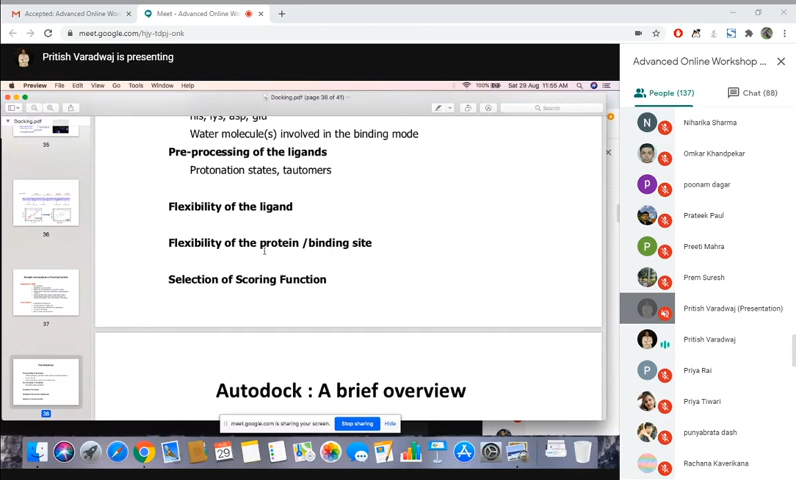 Accepted: Advanced Online Wo
Meet - Advanced Online Works
meet.google.com/hjy-tdpj-onk
Pritish Varadwaj is presenting
Advanced Online Workshop ...
People (137)
Chat (88)
Preview File Edit View Go Tools Window Help
100% Sat 29 Aug 11:55 AM
Docking.pdf (page 38 of 41)
Search
Docking.pdf
35
36
37
38
his, lys, asp, glu
Water molecule(s) involved in the binding mode
Pre-processing of the ligands
Protonation states, tautomers
Flexibility of the ligand
Flexibility of the protein /binding site
Selection of Scoring Function
Autodock : A brief overview
meet.google.com is sharing your screen.
Stop sharing
Hide
N
Niharika Sharma
Omkar Khandpekar
p
poonam dagar
Prateek Paul
P
Preeti Mahra
Prem Suresh
Pritish Varadwaj (Presentation)
Pritish Varadwaj
P
Priya Rai
Priya Tiwari
p
punyabrata dash
Rachana Kaverikana